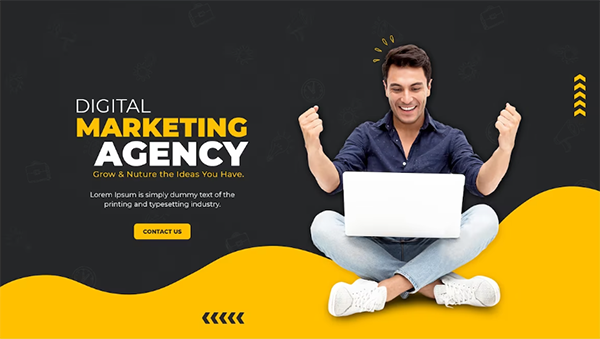 DIGITAL
MARKETING
AGENCY
Grow & Nuture the Ideas You Have.
Lorem Ipsum is simply dummy text of the
printing and typesetting industry.
CONTACT US